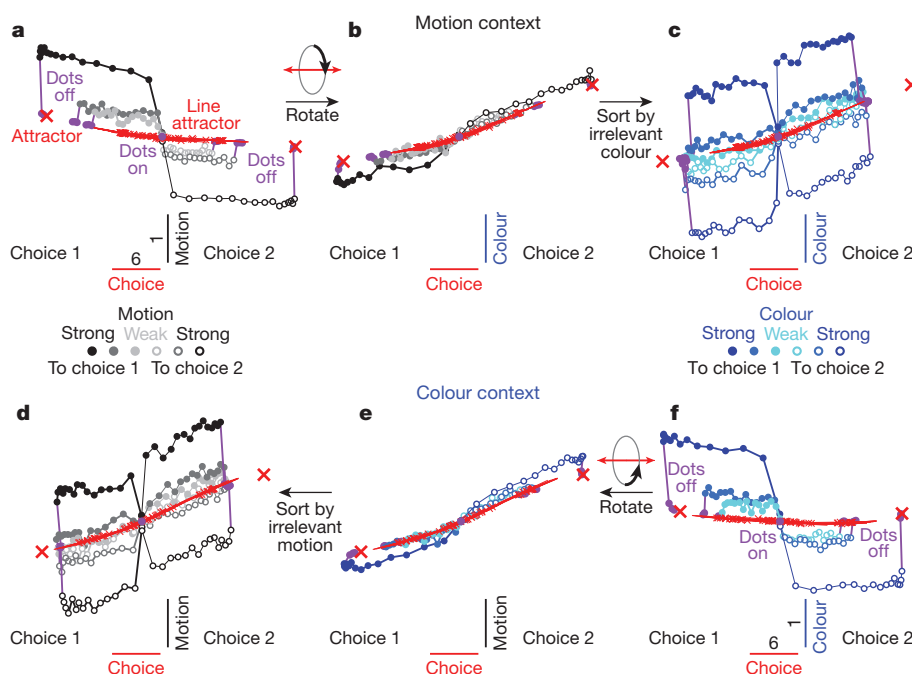 Motion context
a
b
c
Dots
off
Attractor
Line
attractor
Dots
on
Dots
off
Rotate
Sort by
irrelevant
colour
Choice 1
6
1
Motion
Choice 2
Choice
Choice 1
Colour
Choice 2
Choice 1
Colour
Choice 2
Choice
Motion
Strong Weak Strong
To choice 1 To choice 2
Colour
Strong Weak Strong
To choice 1 To choice 2
Colour context
d
e
f
Sort by
irrelevant
motion
Rotate
Dots
off
Dots
on
Dots
off
Choice 1
Motion
Choice 2
Choice
Choice 1
Motion
Choice 2
Choice 1
6
1
Colour
Choice 2
Choice